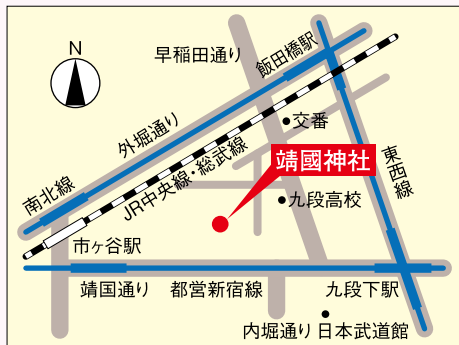 N
早稲田通り
飯田橋駅
外堀通り
交番
靖國神社
JR中央線・総武線
東西線
南北線
九段高校
市ヶ谷駅
靖国通り
都営新宿線
九段下駅
内堀通り
日本武道館